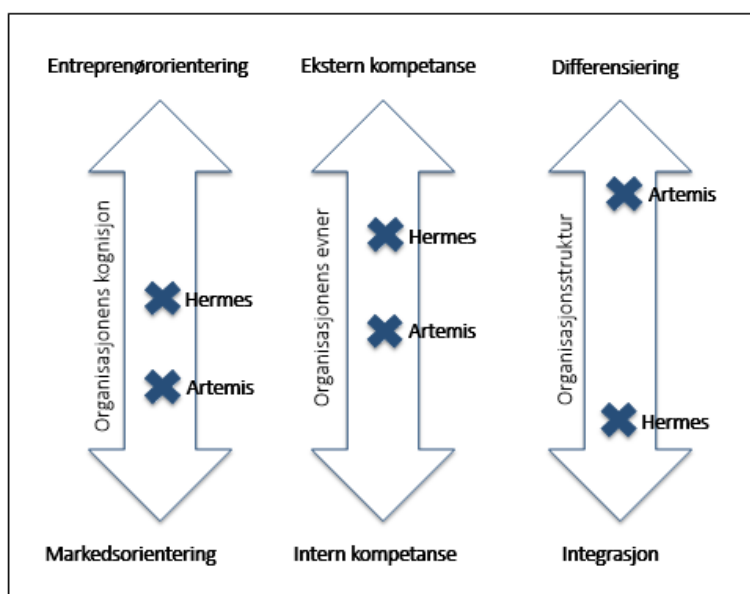 Entreprenørorientering
Ekstern kompetanse
Differensiering
Organisasjonens kognisjon
Hermes
Artemis
Organisasjonens evner
Hermes
Artemis
Organisasjonsstruktur
Artemis
Hermes
Markedsorientering
Intern kompetanse
Integrasjon